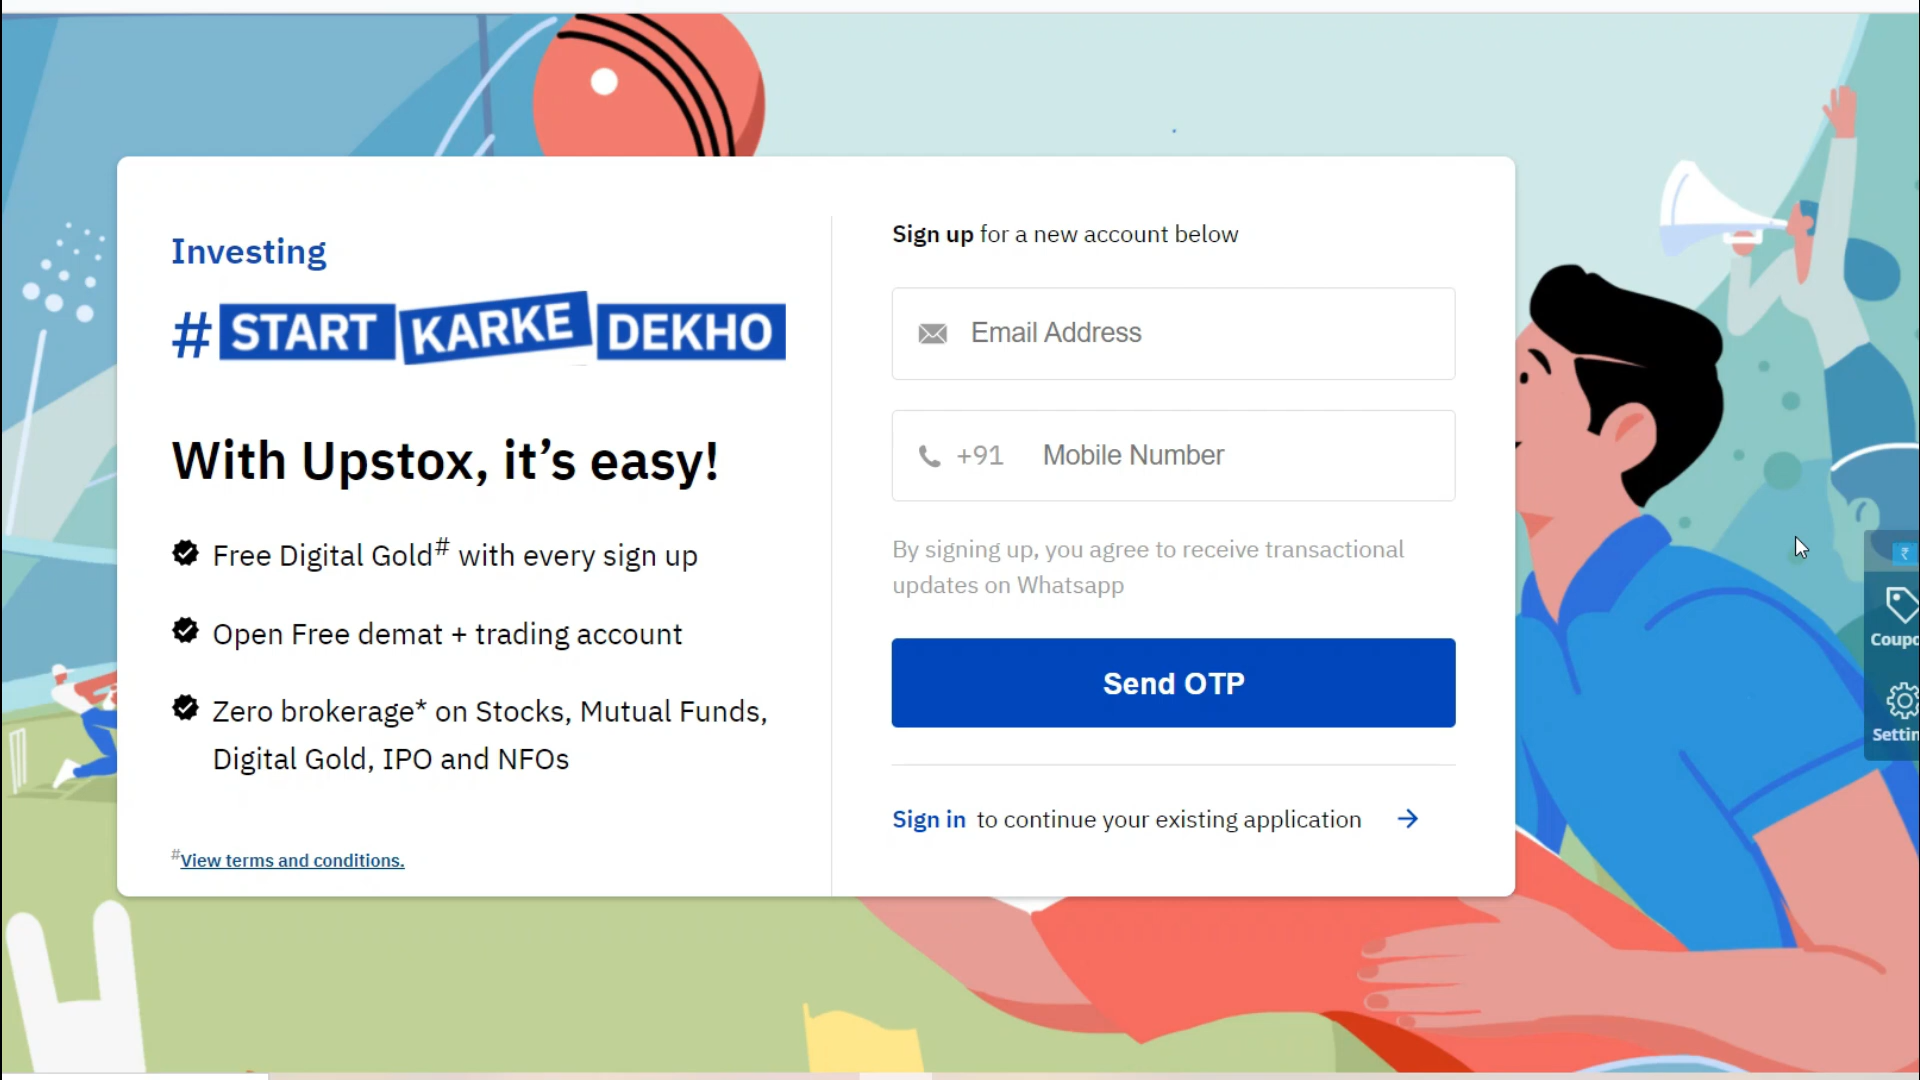 Investing
#START KARKE DEKHO
With Upstox, it’s easy!
Free Digital Gold# with every sign up
Open Free demat + trading account
Zero brokerage* on Stocks, Mutual Funds,
Digital Gold, IPO and NFOs
#View terms and conditions.
Sign up for a new account below
Email Address
+91 Mobile Number
By signing up, you agree to receive transactional
updates on Whatsapp
Send OTP
Sign in to continue your existing application
₹
Coupo
Settin